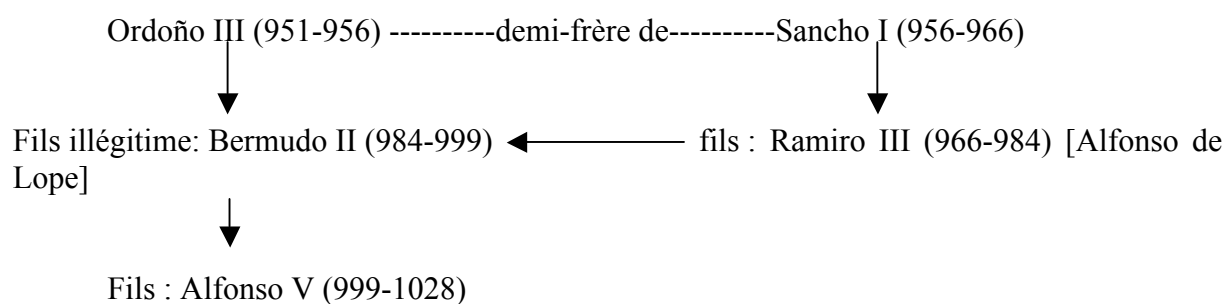 Ordoño III (951-956) ----------demi-frère de----------Sancho I (956-966)
Fils illégitime: Bermudo II (984-999) fils : Ramiro III (966-984) [Alfonso de
Lope]
Fils : Alfonso V (999-1028)